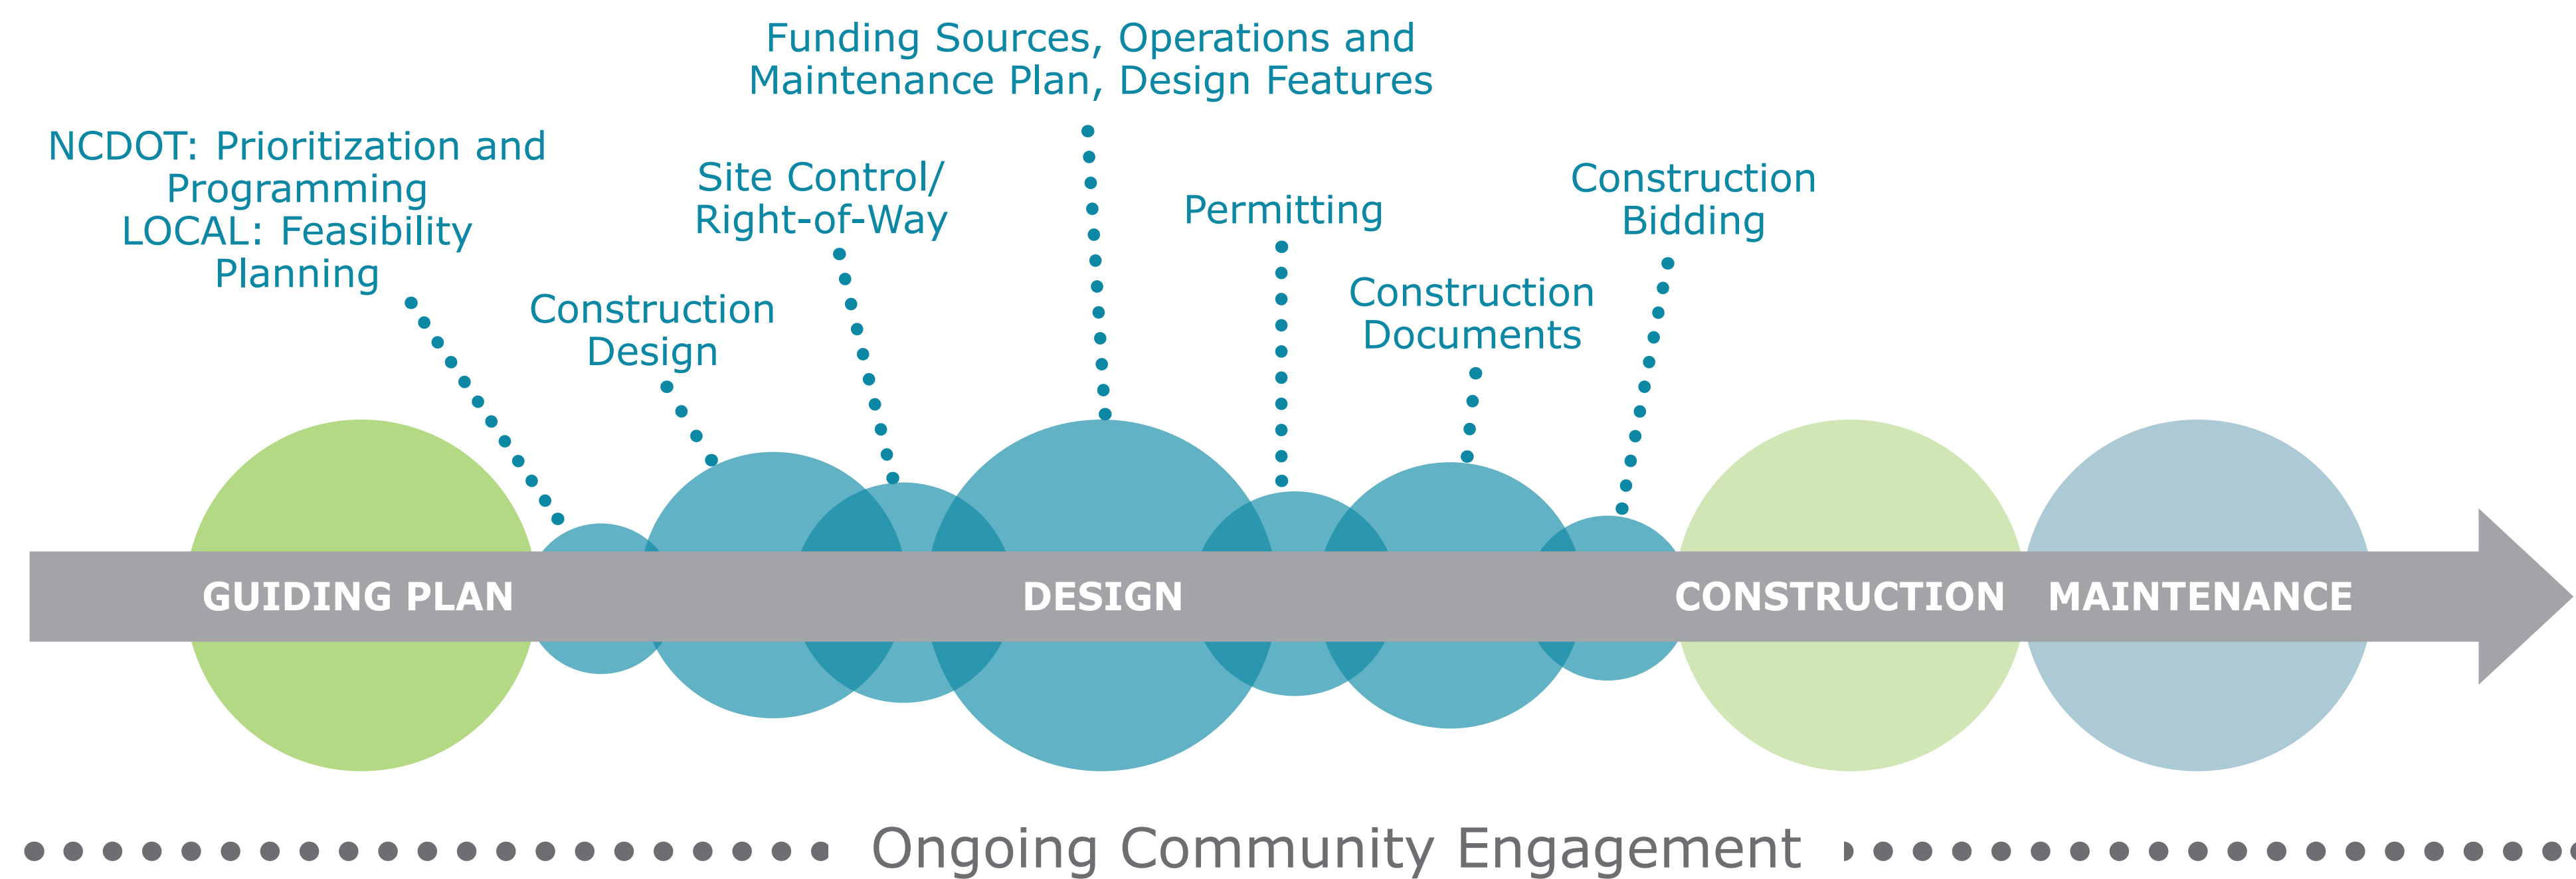 Funding Sources, Operations and
Maintenance Plan, Design Features
NCDOT: Prioritization and
Programming
LOCAL: Feasibility
Planning
Site Control/
Right-of-Way
Permitting
Construction
Bidding
Construction
Design
Construction
Documents
GUIDING PLAN
DESIGN
CONSTRUCTION
MAINTENANCE
Ongoing Community Engagement